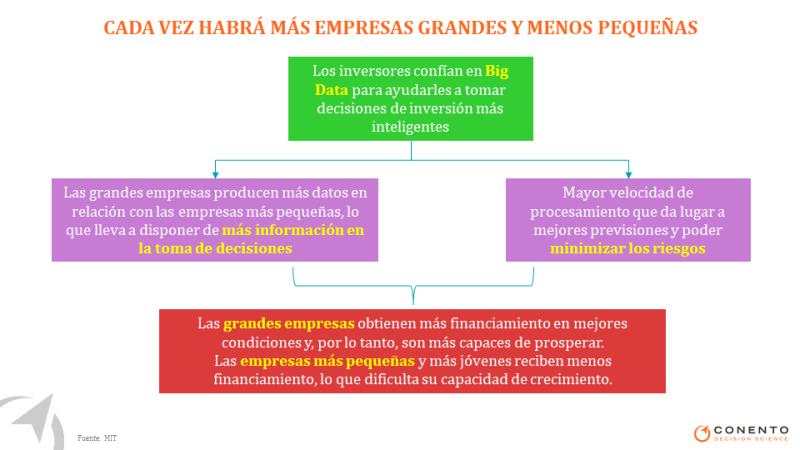 CADA VEZ HABRÁ MÁS EMPRESAS GRANDES Y MENOS PEQUEÑAS
Los inversores confían en Big
Data para ayudarles a tomar
decisiones de inversión más
inteligentes
Las grandes empresas producen más datos en
relación con las empresas más pequeñas, lo
que lleva a disponer de más información en
la toma de decisiones
Mayor velocidad de
procesamiento que da lugar a
mejores previsiones y poder
minimizar los riesgos
Las grandes empresas obtienen más financiamiento en mejores
condiciones y, por lo tanto, son más capaces de prosperar.
Las empresas más pequeñas y más jóvenes reciben menos
financiamiento, lo que dificulta su capacidad de crecimiento.
Fuente: MIT
CONENTO
DECISION SCIENCE